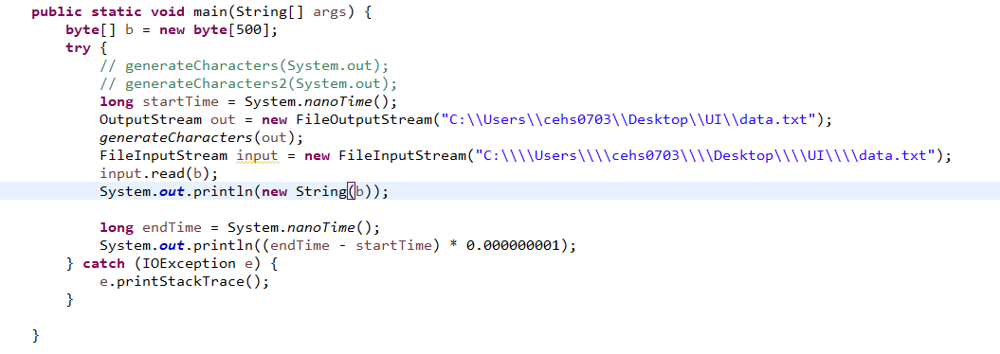 public static void main(String[] args) {
byte[] b = new byte[500];
try {
// generateCharacters(System.out);
// generateCharacters2(System.out);
long startTime = System.nanoTime();
OutputStream out = new FileOutputStream("C:\\Users\\cehs0703\\Desktop\\UI\\data.txt");
generateCharacters(out);
FileInputStream input = new FileInputStream("C:\\\\Users\\\\cehs0703\\\\Desktop\\\\UI\\\\data.txt");
input.read(b);
System.out.println(new String(b));
long endTime = System.nanoTime();
System.out.println((endTime - startTime) * 0.000000001);
} catch (IOException e) {
e.printStackTrace();
}
}